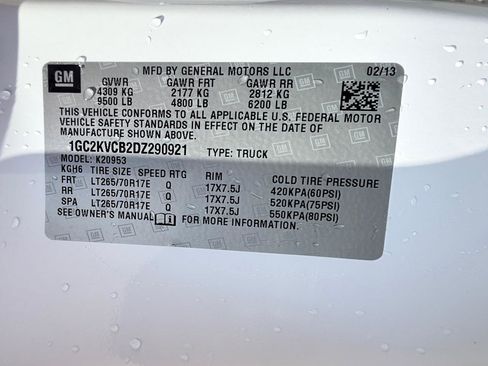 GM
MFD BY GENERAL MOTORS LLC 02/13
GVWR GAWR FRT GAWR RR
4309 KG 2177 KG 2812 KG
9500 LB 4800 LB 6200 LB
THIS VEHICLE CONFORMS TO ALL APPLICABLE U.S. FEDERAL MOTOR
VEHICLE SAFETY STANDARDS IN EFFECT ON THE DATE OF
MANUFACTURE SHOWN ABOVE.
1GC2KVCB2DZ290921 TYPE: TRUCK
MODEL: K20953
KGH6 TIRE SIZE SPEED RTG RIM COLD TIRE PRESSURE
FRT LT265/70R17E Q 17X7.5J 420KPA(60PSI)
RR LT265/70R17E Q 17X7.5J 520KPA(75PSI)
SPA LT265/70R17E Q 17X7.5J 550KPA(80PSI)
SEE OWNER'S MANUAL FOR MORE INFORMATION.